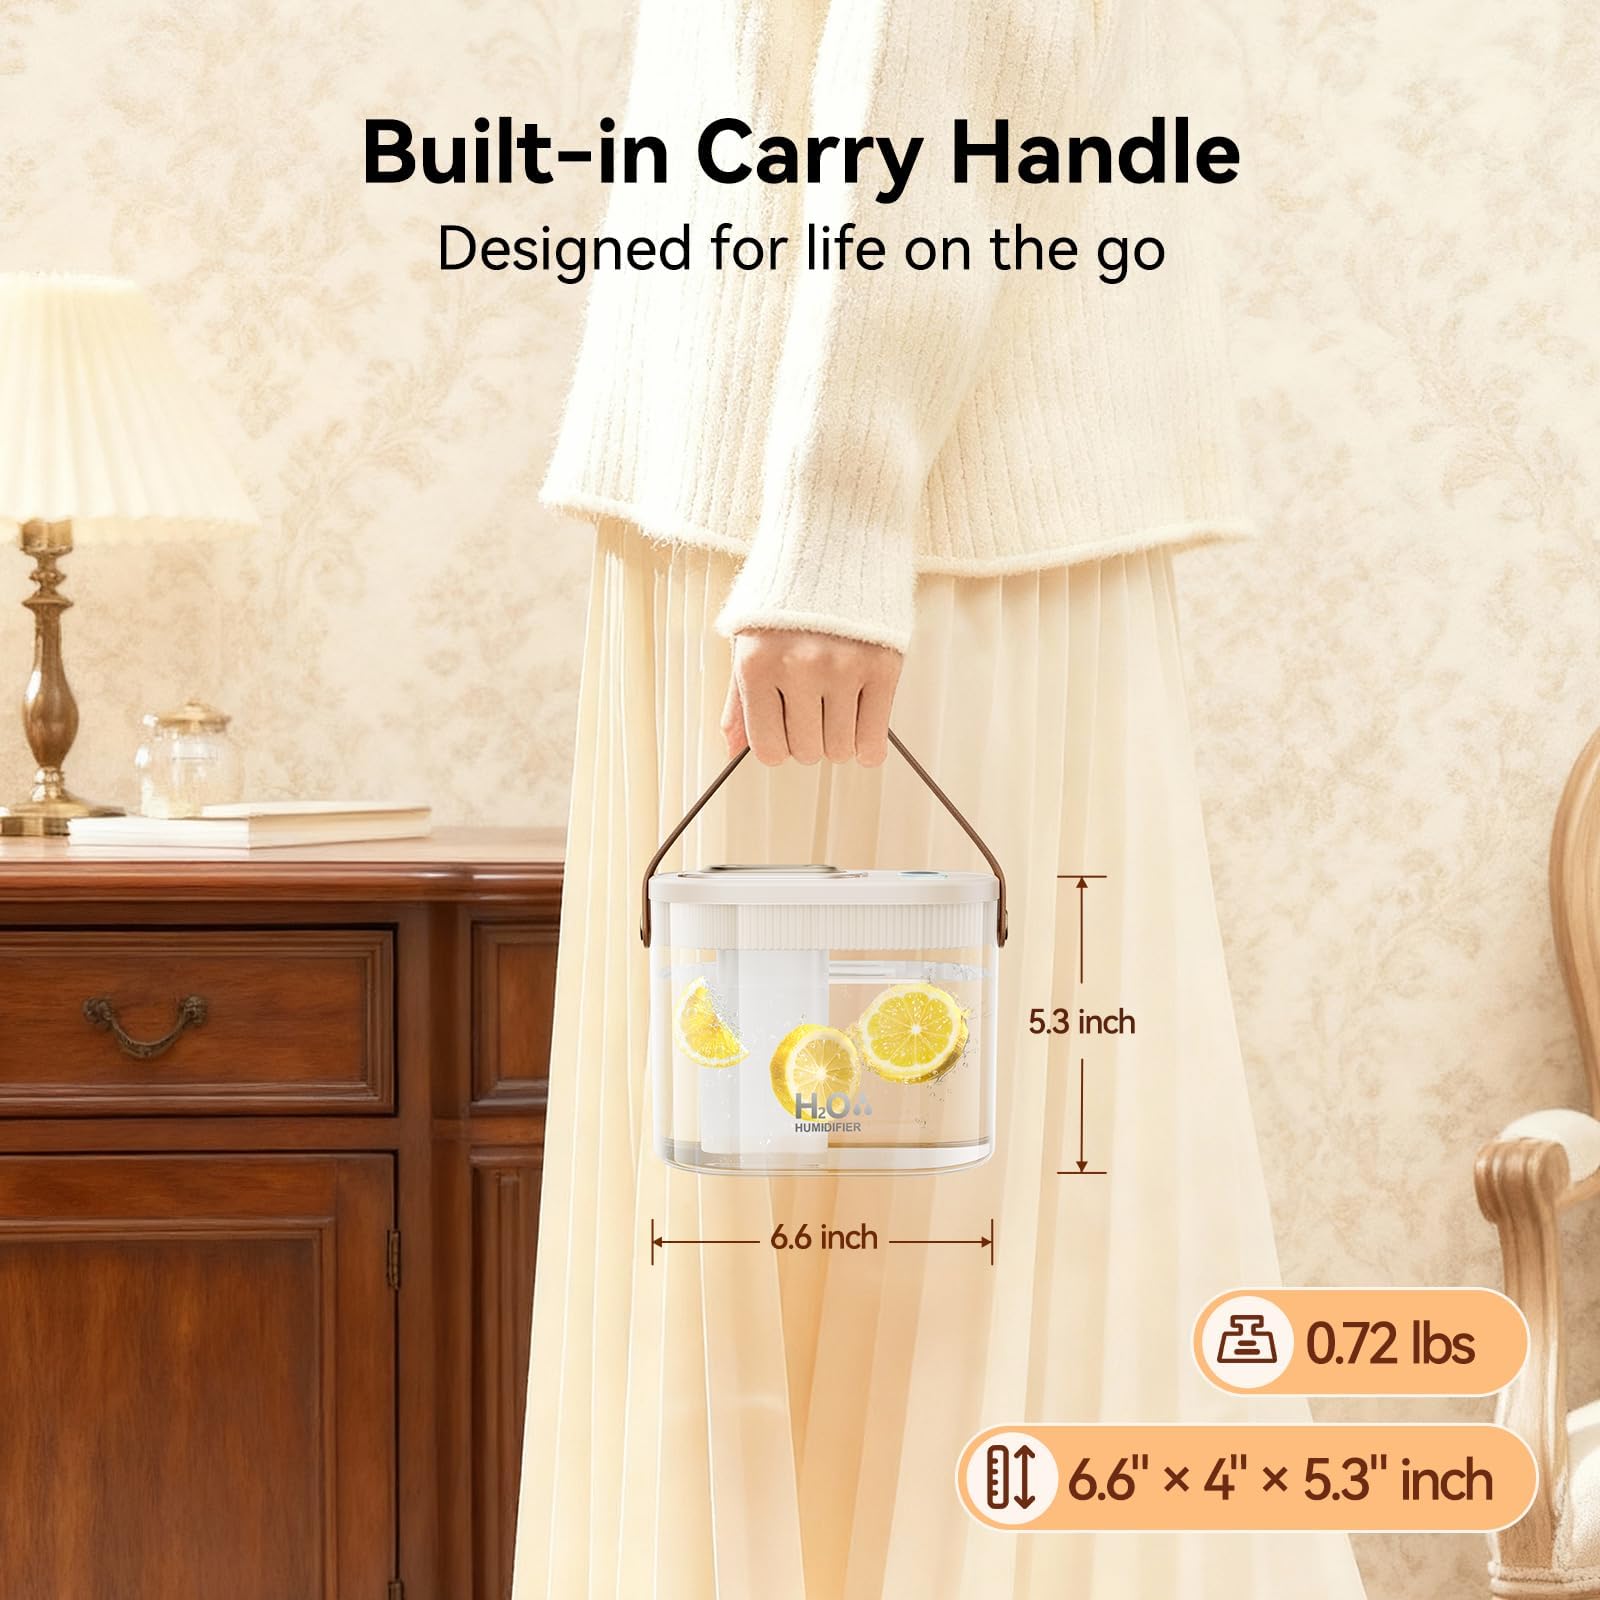 Built-in Carry Handle
Designed for life on the go
5.3 inch
H₂O
HUMIDIFIER
6.6 inch
0.72 lbs
6.6" × 4" × 5.3" inch